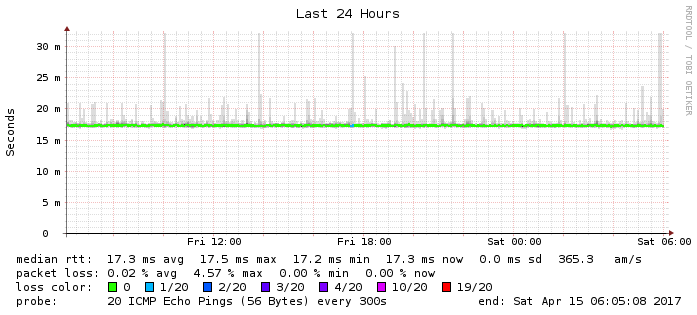 Last 24 Hours
RRDTOOL / TOBI OETIKER
Seconds
30 m
25 m
20 m
15 m
10 m
5 m
0
Fri 12:00 Fri 18:00 Sat 00:00 Sat 06:00
median rtt: 17.3 ms avg 17.5 ms max 17.2 ms min 17.3 ms now 0.0 ms sd 365.3 am/s
packet loss: 0.02 % avg 4.57 % max 0.00 % min 0.00 % now
loss color: 0 1/20 2/20 3/20 4/20 10/20 19/20
probe: 20 ICMP Echo Pings (56 Bytes) every 300s end: Sat Apr 15 06:05:08 2017